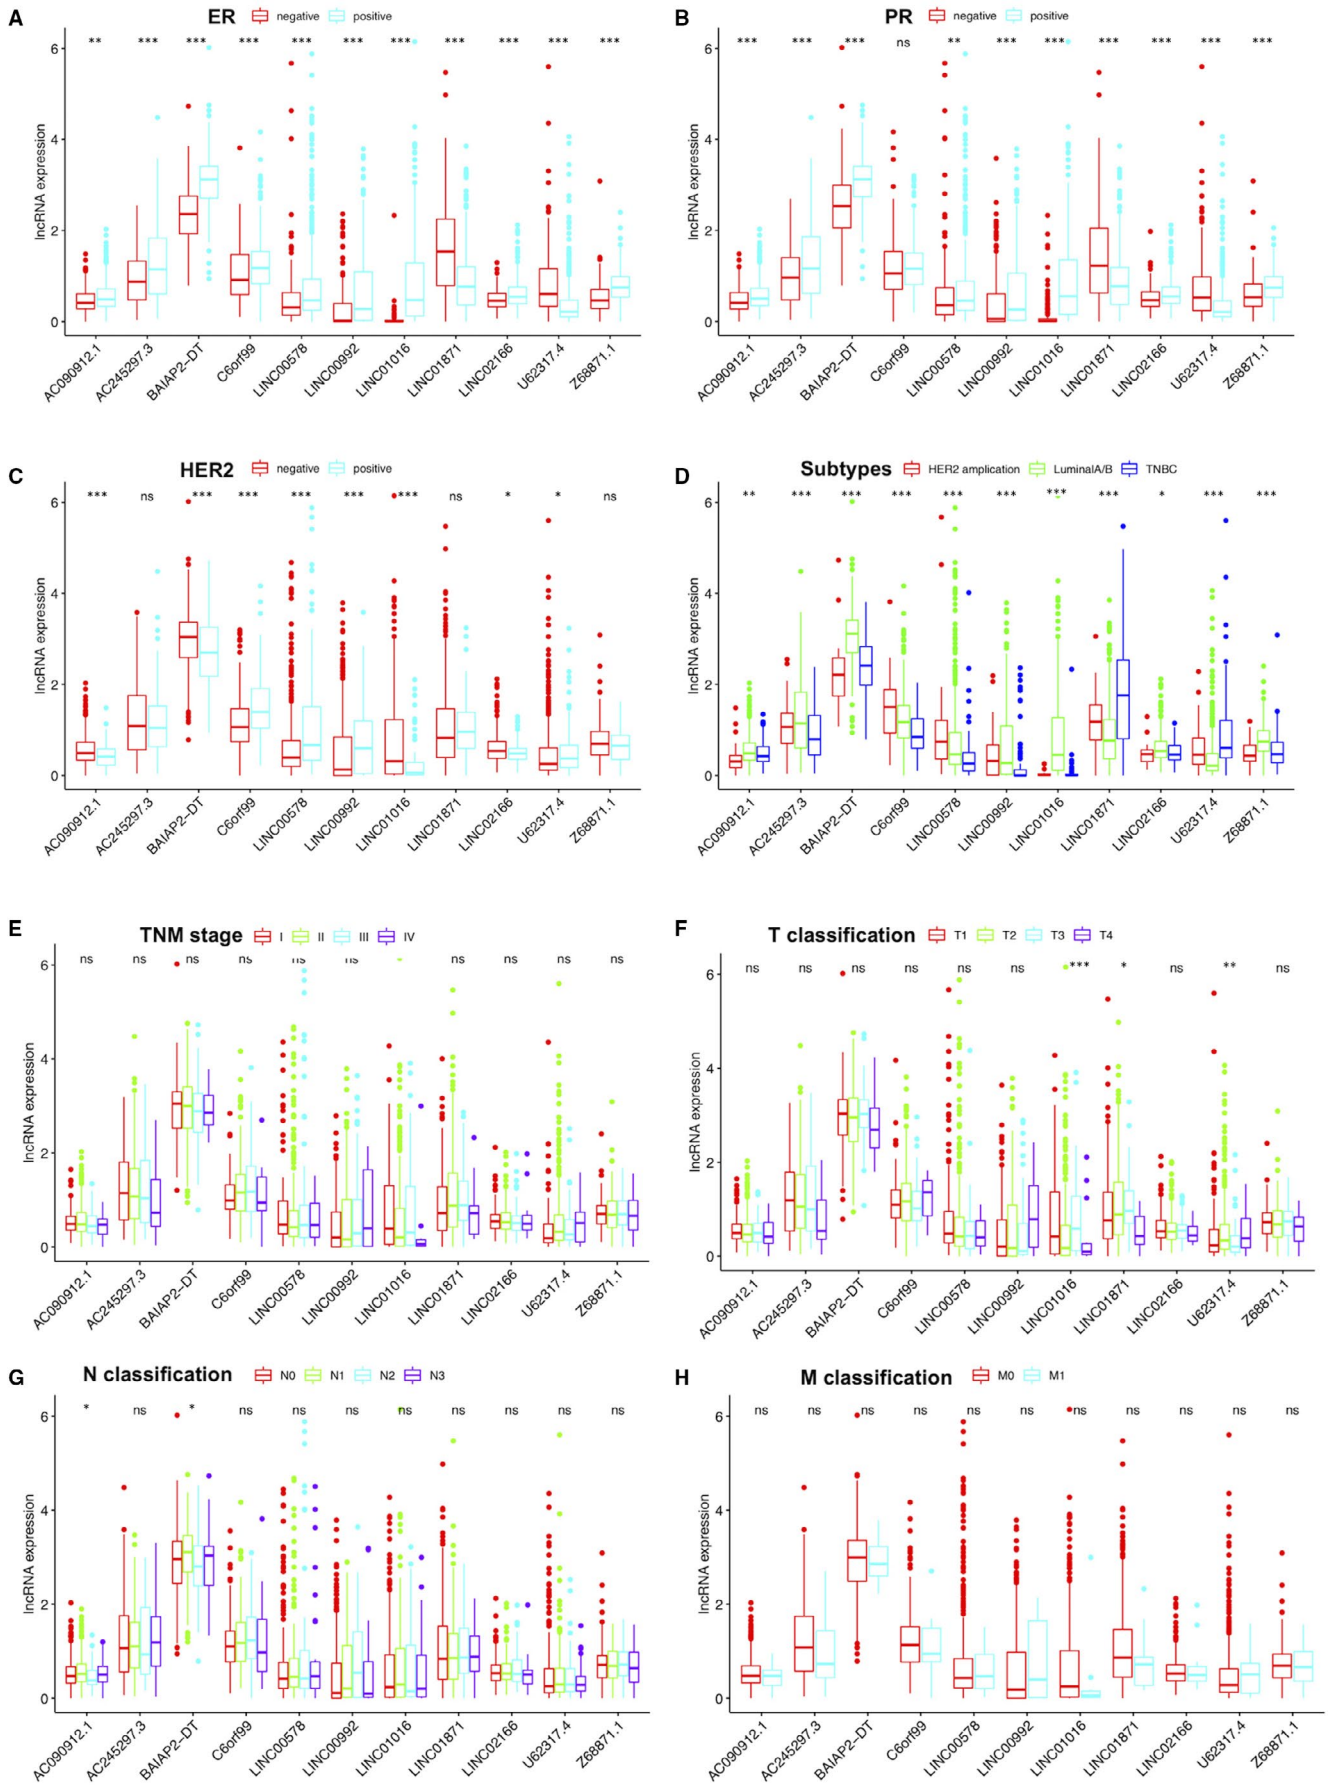 A ER negative positive
** *** *** *** *** *** *** *** *** *** ***
lncRNA expression
6
4
2
0
AC090912.1 AC245297.3 BAIAP2−DT C6orf99 LINC00578 LINC00992 LINC01016 LINC01871 LINC02166 U62317.4 Z68871.1
B PR negative positive
*** *** *** ns ** *** *** *** *** *** ***
lncRNA expression
6
4
2
0
AC090912.1 AC245297.3 BAIAP2−DT C6orf99 LINC00578 LINC00992 LINC01016 LINC01871 LINC02166 U62317.4 Z68871.1
C HER2 negative positive
*** ns *** *** *** *** *** ns * * ns
lncRNA expression
6
4
2
0
AC090912.1 AC245297.3 BAIAP2−DT C6orf99 LINC00578 LINC00992 LINC01016 LINC01871 LINC02166 U62317.4 Z68871.1
D Subtypes HER2 amplication LuminalA/B TNBC
** *** *** *** *** *** *** *** * *** ***
lncRNA expression
6
4
2
0
AC090912.1 AC245297.3 BAIAP2−DT C6orf99 LINC00578 LINC00992 LINC01016 LINC01871 LINC02166 U62317.4 Z68871.1
E TNM stage I II III IV
ns ns ns ns ns ns ns ns ns ns
lncRNA expression
6
4
2
0
AC090912.1 AC245297.3 BAIAP2−DT C6orf99 LINC00578 LINC00992 LINC01016 LINC01871 LINC02166 U62317.4 Z68871.1
F T classification T1 T2 T3 T4
ns ns ns ns ns ns *** * ns ** ns
lncRNA expression
6
4
2
0
AC090912.1 AC245297.3 BAIAP2−DT C6orf99 LINC00578 LINC00992 LINC01016 LINC01871 LINC02166 U62317.4 Z68871.1
G N classification N0 N1 N2 N3
* ns * ns ns ns ns ns ns ns ns
lncRNA expression
6
4
2
0
AC090912.1 AC245297.3 BAIAP2−DT C6orf99 LINC00578 LINC00992 LINC01016 LINC01871 LINC02166 U62317.4 Z68871.1
H M classification M0 M1
ns ns ns ns ns ns ns ns ns ns ns
lncRNA expression
6
4
2
0
AC090912.1 AC245297.3 BAIAP2−DT C6orf99 LINC00578 LINC00992 LINC01016 LINC01871 LINC02166 U62317.4 Z68871.1